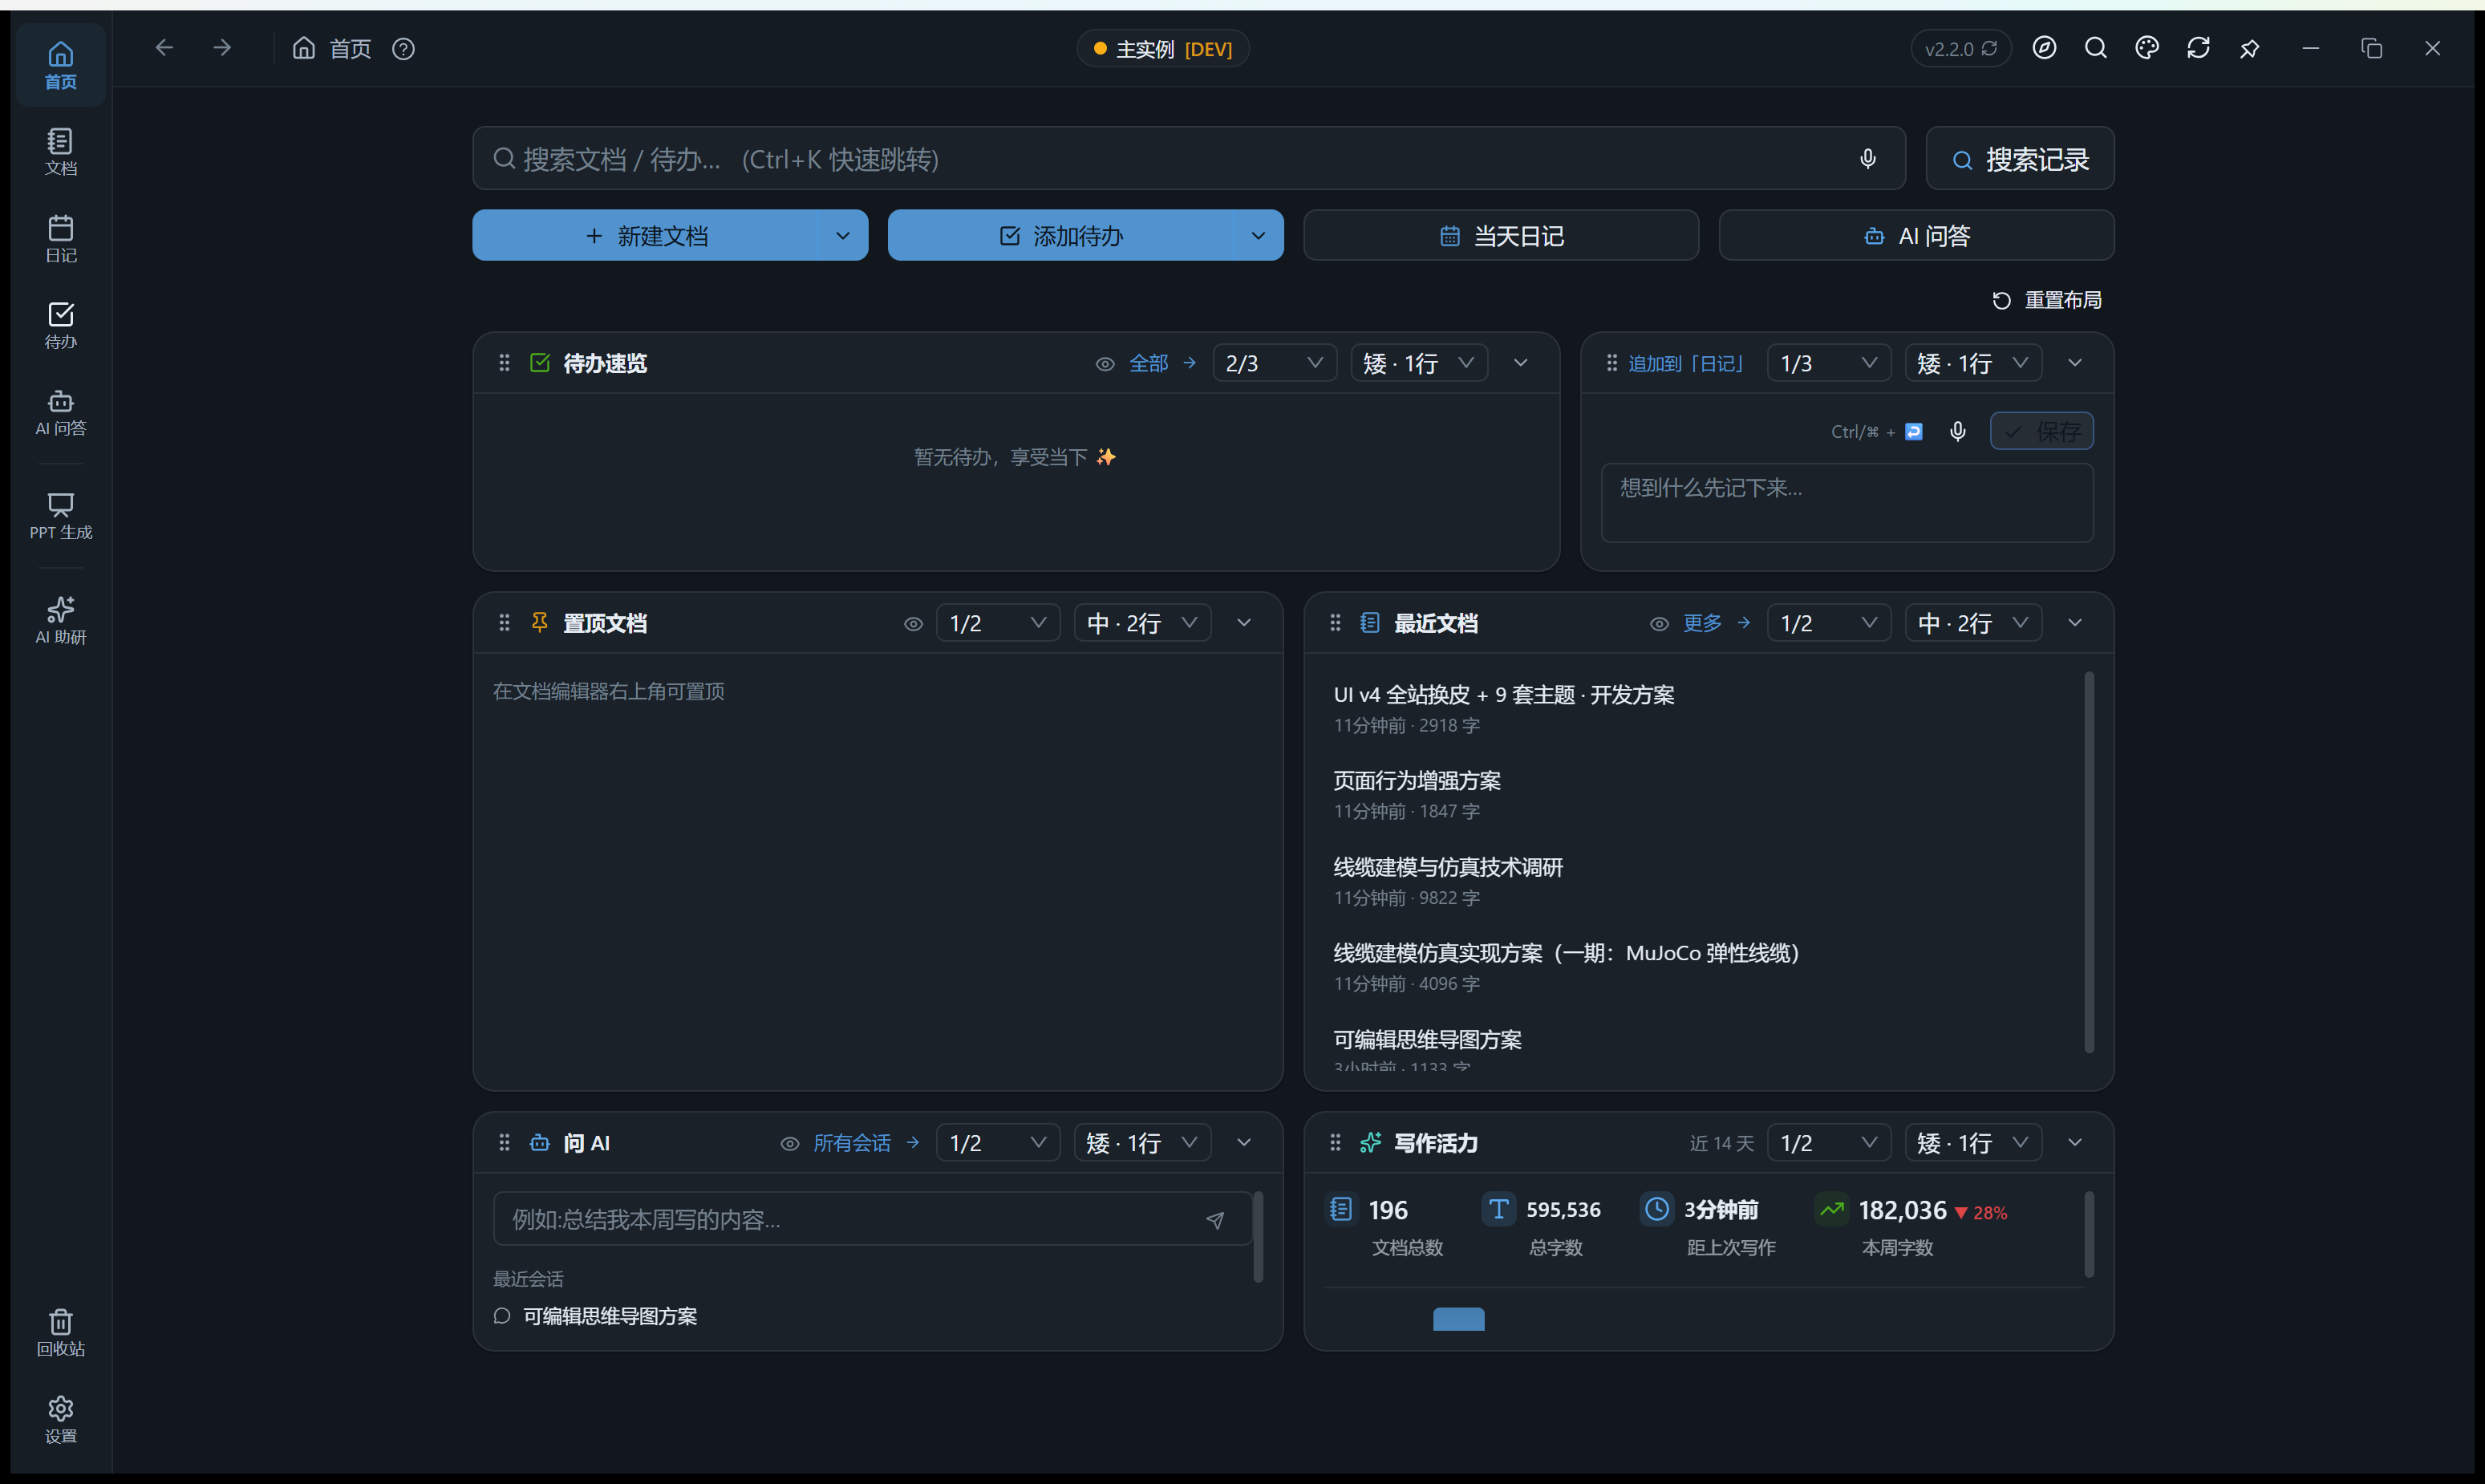 首页
主实例 [DEV]
v2.2.0
首页
文档
日记
待办
AI 问答
PPT 生成
AI 助研
回收站
设置
搜索文档 / 待办... (Ctrl+K 快速跳转)
搜索记录
新建文档
添加待办
当天日记
AI 问答
重置布局
待办速览 全部 2/3 矮 · 1行
暂无待办，享受当下 ✨
追加到「日记」 1/3 矮 · 1行
Ctrl/⌘ + ↩ 保存
想到什么先记下来...
置顶文档 1/2 中 · 2行
在文档编辑器右上角可置顶
最近文档 更多 1/2 中 · 2行
UI v4 全站换皮 + 9 套主题 · 开发方案
11分钟前 · 2918 字
页面行为增强方案
11分钟前 · 1847 字
线缆建模与仿真技术调研
11分钟前 · 9822 字
线缆建模仿真实现方案（一期：MuJoCo 弹性线缆）
11分钟前 · 4096 字
可编辑思维导图方案
3小时前 · 1133 字
问 AI 所有会话 1/2 矮 · 1行
例如:总结我本周写的内容...
最近会话
可编辑思维导图方案
写作活力 近 14 天 1/2 矮 · 1行
196
文档总数
595,536
总字数
3分钟前
距上次写作
182,036 ▼ 28%
本周字数